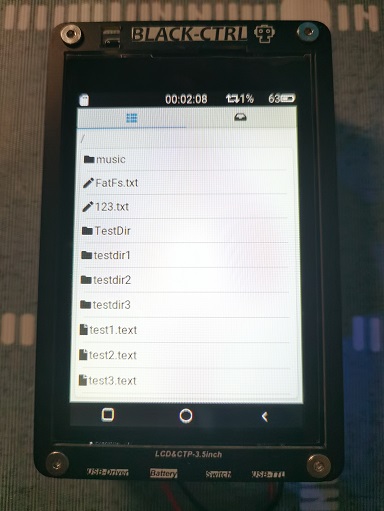 BLACK-CTRL
00:02:08 1% 63
/
music
FatFs.txt
123.txt
TestDir
testdir1
testdir2
testdir3
test1.text
test2.text
test3.text
LCD&CTP-3.5inch
USB-Driver Battery Switch USB-TTL